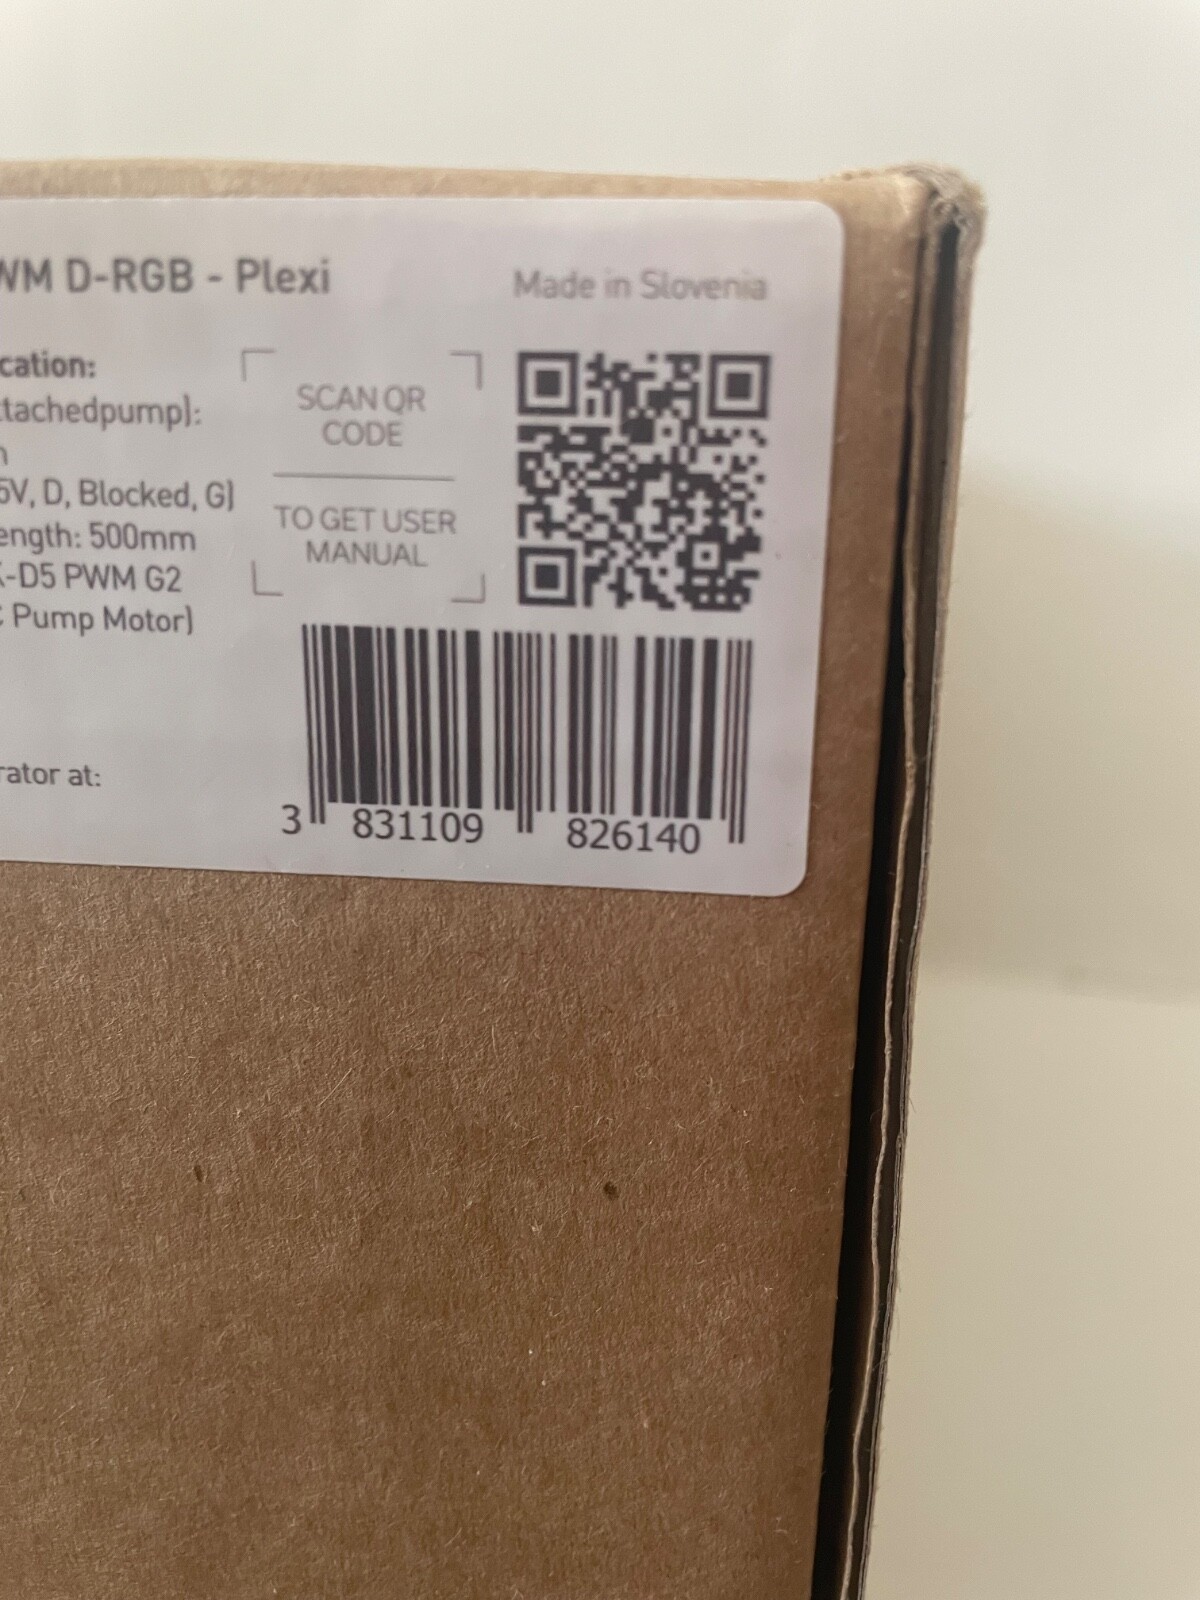 WM D-RGB - Plexi
Made in Slovenia
cation:
ttachedpump):
5V, D, Blocked, G)
ength: 500mm
K-D5 PWM G2
C Pump Motor)
rator at:
SCAN QR
CODE
TO GET USER
MANUAL
3 831109 826140